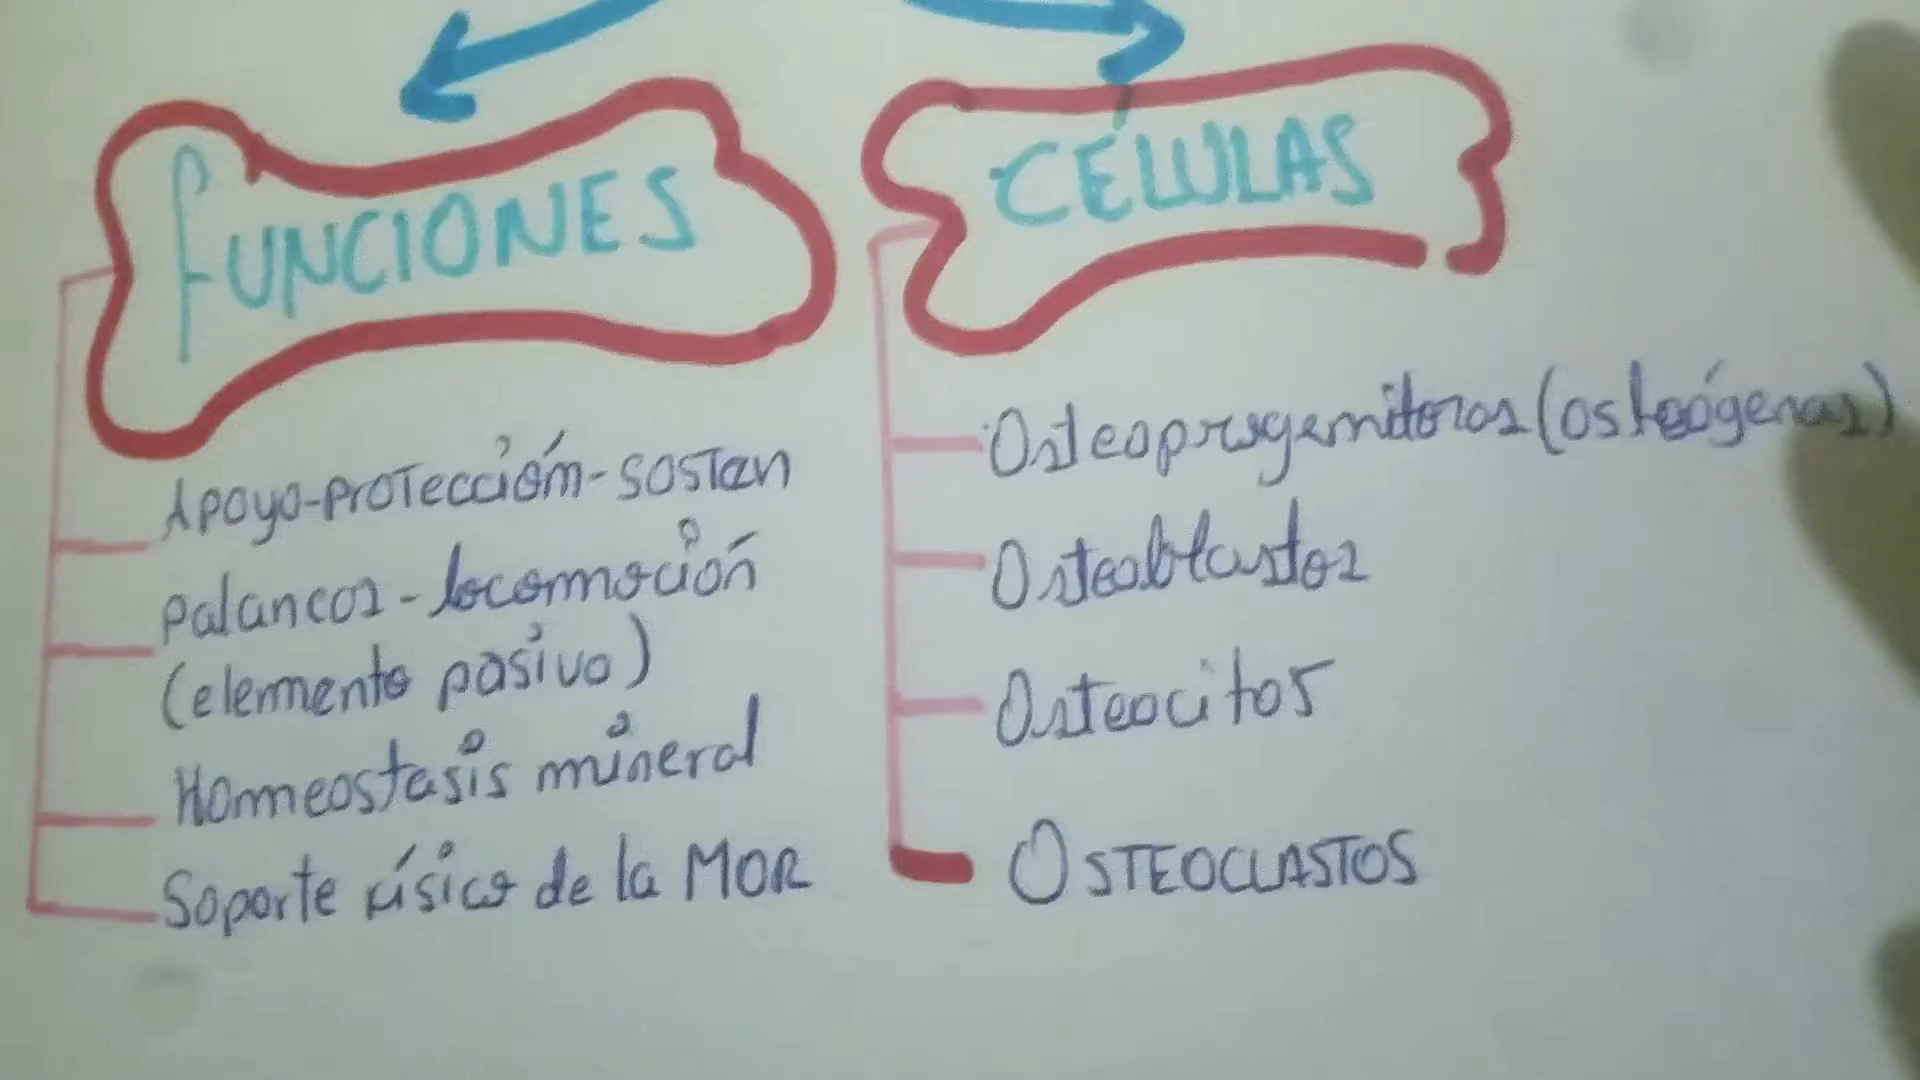 FUNCIONES
Apoyo-protección-sosten
palancas-locomoción
(elemento pasivo)
Homeostasis mineral
Soporte físico de la MOR
CÉLULAS
Osteoprogenitoras (osteógenas)
Osteoblastos
Osteocitos
OSTEOCLASTOS